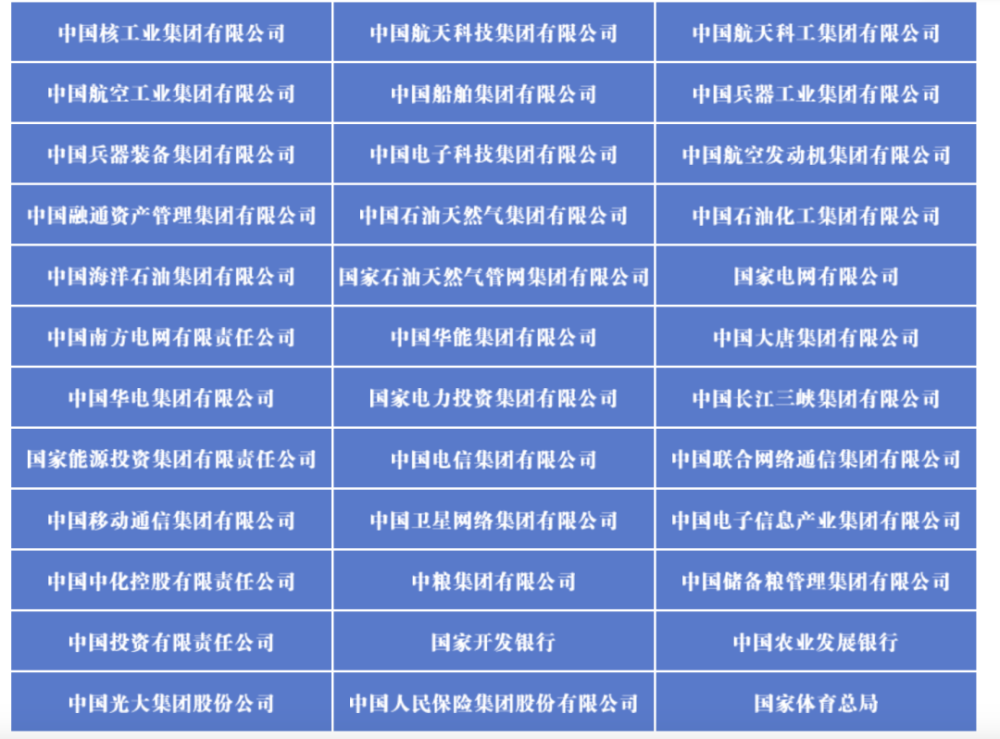 中国核工业集团有限公司
中国航天科技集团有限公司
中国航天科工集团有限公司
中国航空工业集团有限公司
中国船舶集团有限公司
中国兵器工业集团有限公司
中国兵器装备集团有限公司
中国电子科技集团有限公司
中国航空发动机集团有限公司
中国融通资产管理集团有限公司
中国石油天然气集团有限公司
中国石油化工集团有限公司
中国海洋石油集团有限公司
国家石油天然气管网集团有限公司
国家电网有限公司
中国南方电网有限责任公司
中国华能集团有限公司
中国大唐集团有限公司
中国华电集团有限公司
国家电力投资集团有限公司
中国长江三峡集团有限公司
国家能源投资集团有限责任公司
中国电信集团有限公司
中国联合网络通信集团有限公司
中国移动通信集团有限公司
中国卫星网络集团有限公司
中国电子信息产业集团有限公司
中国中化控股有限责任公司
中粮集团有限公司
中国储备粮管理集团有限公司
中国投资有限责任公司
国家开发银行
中国农业发展银行
中国光大集团股份公司
中国人民保险集团股份有限公司
国家体育总局